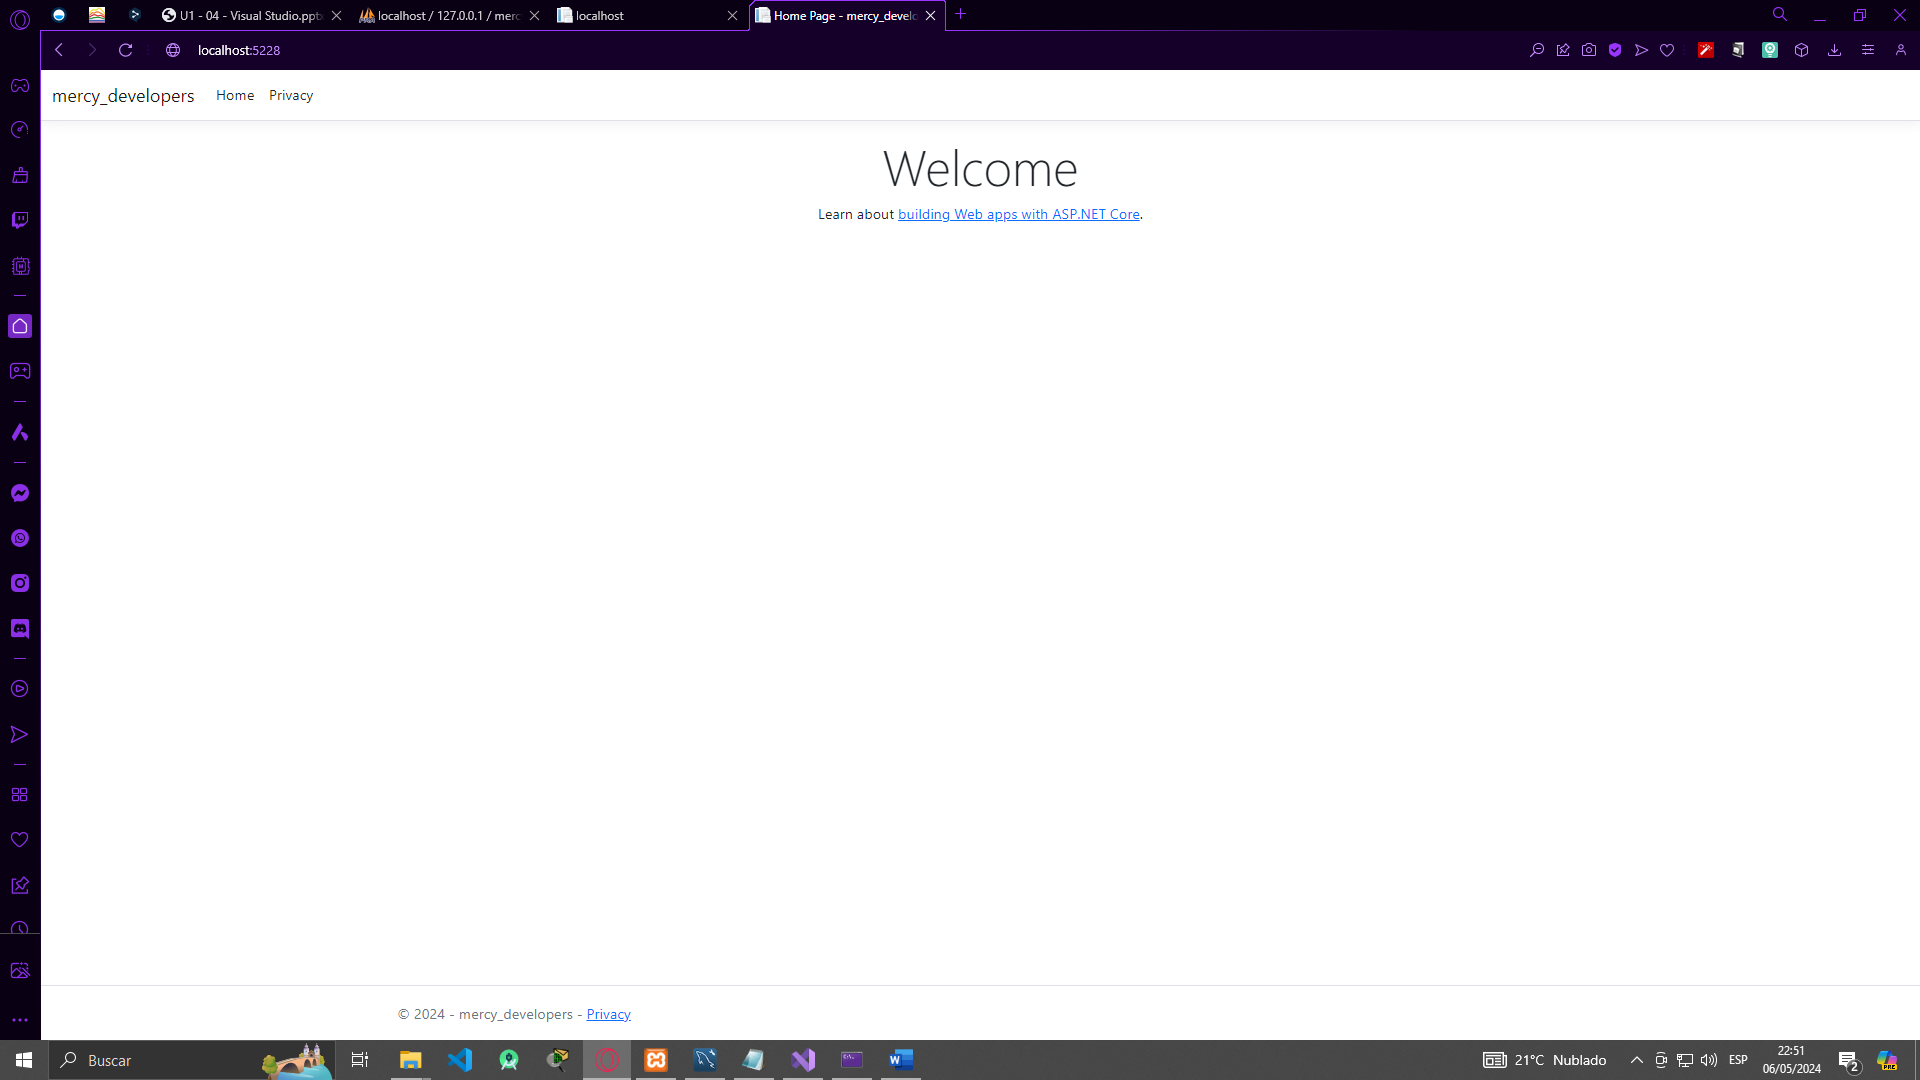 U1 - 04 - Visual Studio.pptx
localhost / 127.0.0.1 / merc
localhost
Home Page - mercy_develo
localhost:5228
mercy_developers Home Privacy
Welcome
Learn about building Web apps with ASP.NET Core.
© 2024 - mercy_developers - Privacy
Buscar
21°C Nublado
ESP
22:51
06/05/2024
2